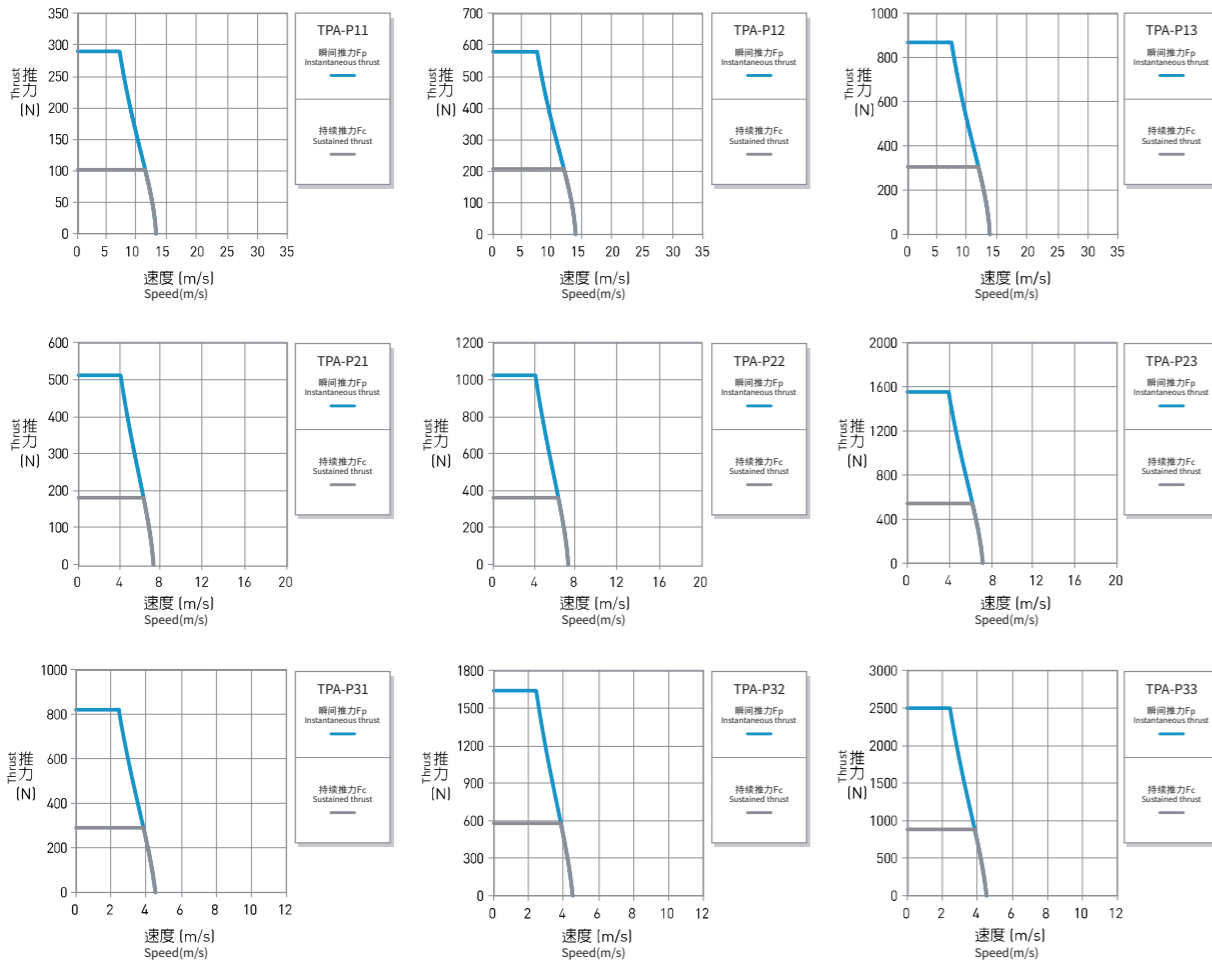 350
300
250
200
150
100
50
0
0 5 10 15 20 25 30 35
Thrust 推力
(N)
速度 (m/s)
Speed(m/s)
TPA-P11
瞬间推力Fp
Instantaneous thrust
持续推力Fc
Sustained thrust
700
600
500
400
300
200
100
0
0 5 10 15 20 25 30 35
Thrust 推力
(N)
速度 (m/s)
Speed(m/s)
TPA-P12
瞬间推力Fp
Instantaneous thrust
持续推力Fc
Sustained thrust
1000
800
600
400
200
0
0 5 10 15 20 25 30 35
Thrust 推力
(N)
速度 (m/s)
Speed(m/s)
TPA-P13
瞬间推力Fp
Instantaneous thrust
持续推力Fc
Sustained thrust
600
500
400
300
200
100
0
0 4 8 12 16 20
Thrust 推力
(N)
速度 (m/s)
Speed(m/s)
TPA-P21
瞬间推力Fp
Instantaneous thrust
持续推力Fc
Sustained thrust
1200
1000
800
600
400
200
0
0 4 8 12 16 20
Thrust 推力
(N)
速度 (m/s)
Speed(m/s)
TPA-P22
瞬间推力Fp
Instantaneous thrust
持续推力Fc
Sustained thrust
2000
1600
1200
800
400
0
0 4 8 12 16 20
Thrust 推力
(N)
速度 (m/s)
Speed(m/s)
TPA-P23
瞬间推力Fp
Instantaneous thrust
持续推力Fc
Sustained thrust
1000
800
600
400
200
0
0 2 4 6 8 10 12
Thrust 推力
(N)
速度 (m/s)
Speed(m/s)
TPA-P31
瞬间推力Fp
Instantaneous thrust
持续推力Fc
Sustained thrust
1800
1500
1200
900
600
300
0
0 2 4 6 8 10 12
Thrust 推力
(N)
速度 (m/s)
Speed(m/s)
TPA-P32
瞬间推力Fp
Instantaneous thrust
持续推力Fc
Sustained thrust
3000
2500
2000
1500
1000
500
0
0 2 4 6 8 10 12
Thrust 推力
(N)
速度 (m/s)
Speed(m/s)
TPA-P33
瞬间推力Fp
Instantaneous thrust
持续推力Fc
Sustained thrust